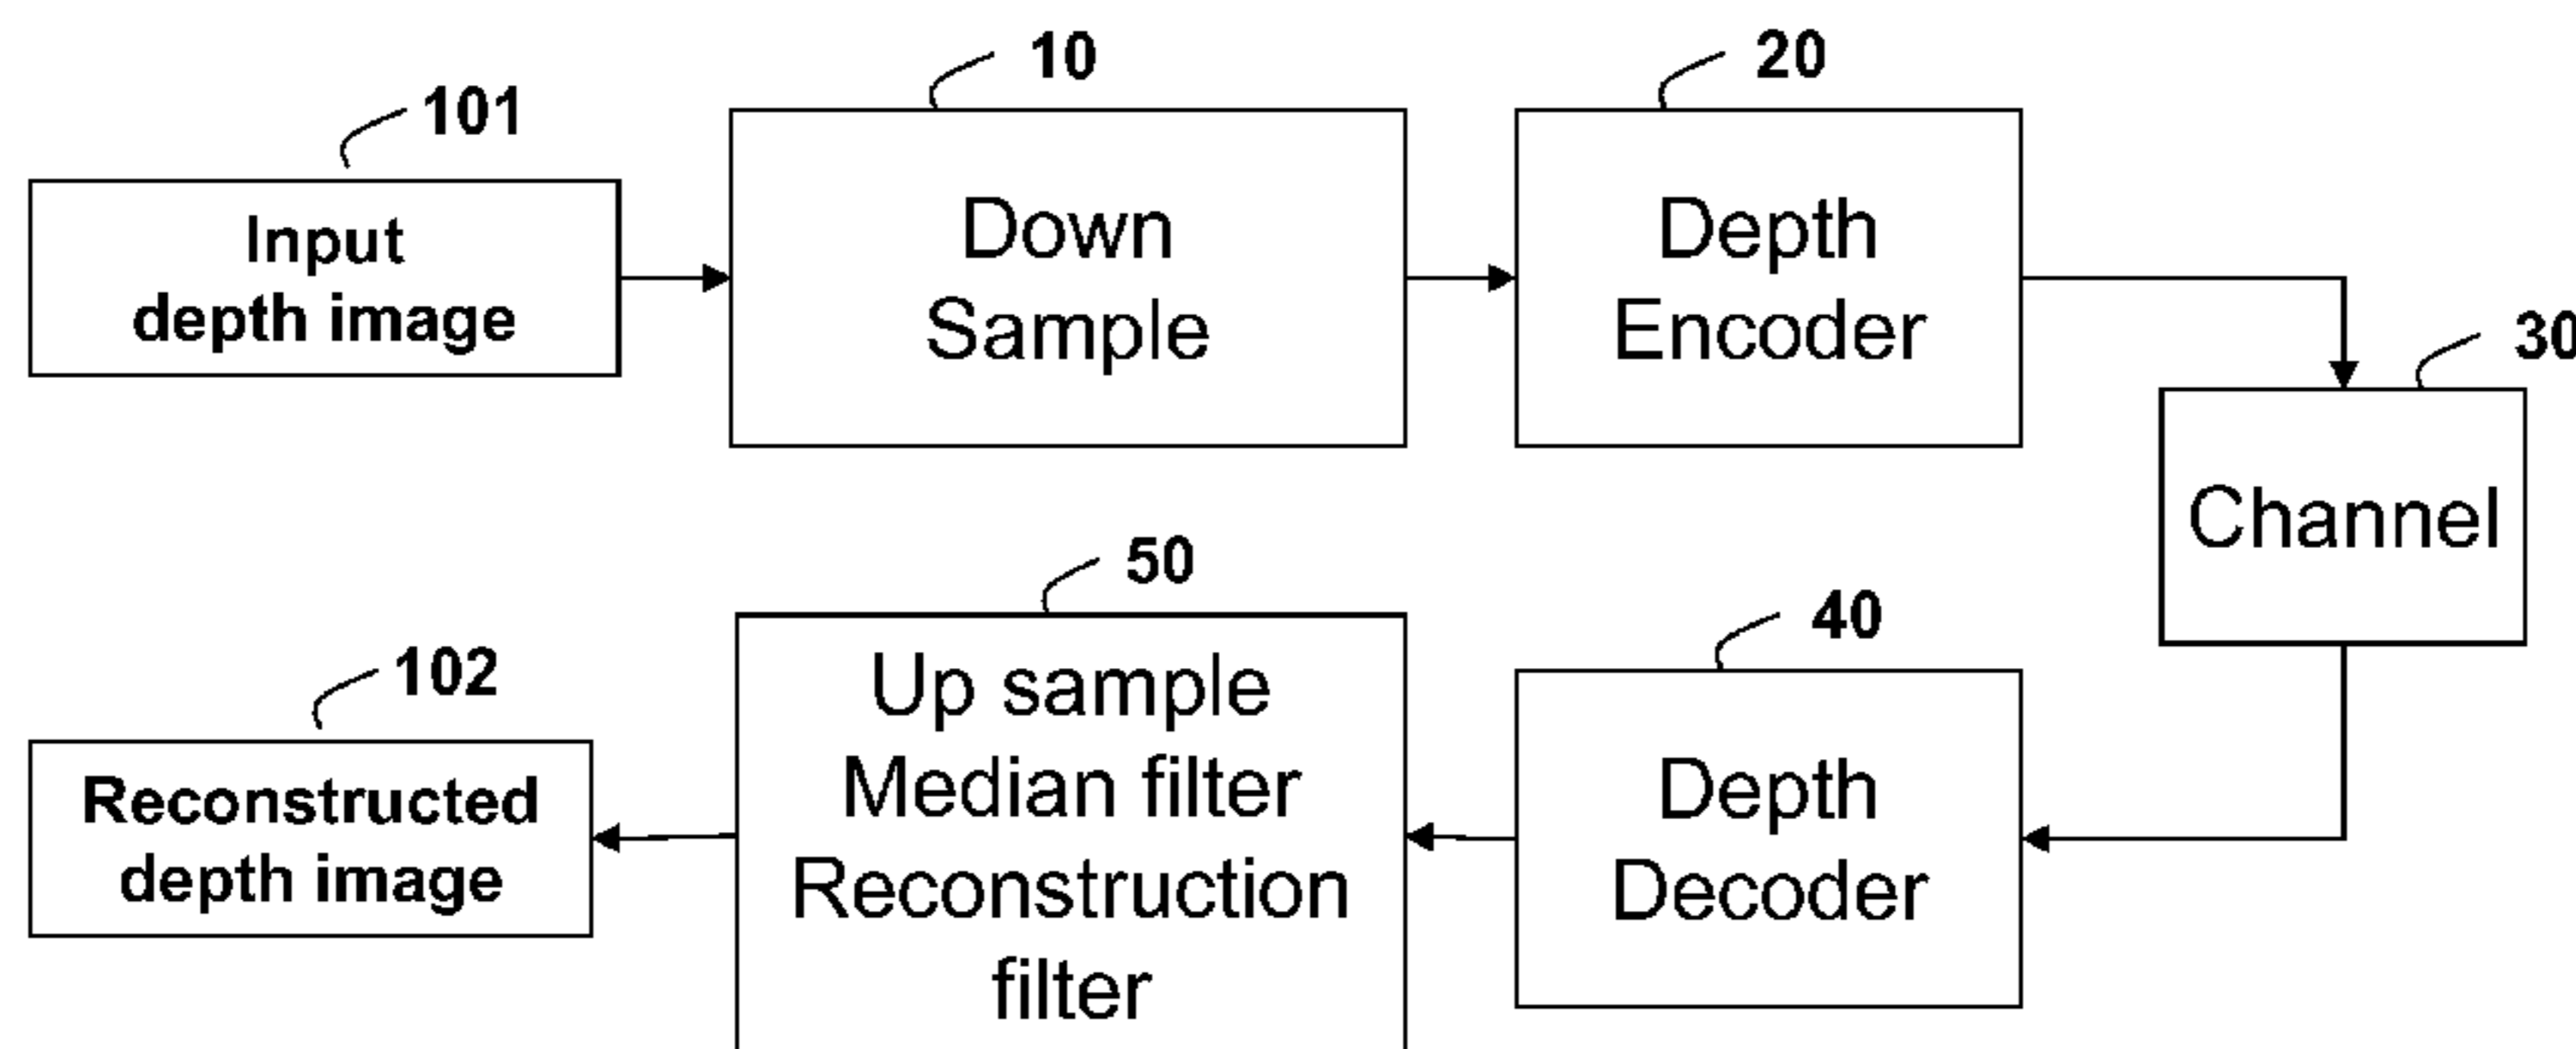 10
20
101
Input
depth image
Down
Sample
Depth
Encoder
30
Channel
50
40
102
Up sample
Median filter
Reconstruction
filter
Depth
Decoder
Reconstructed
depth image